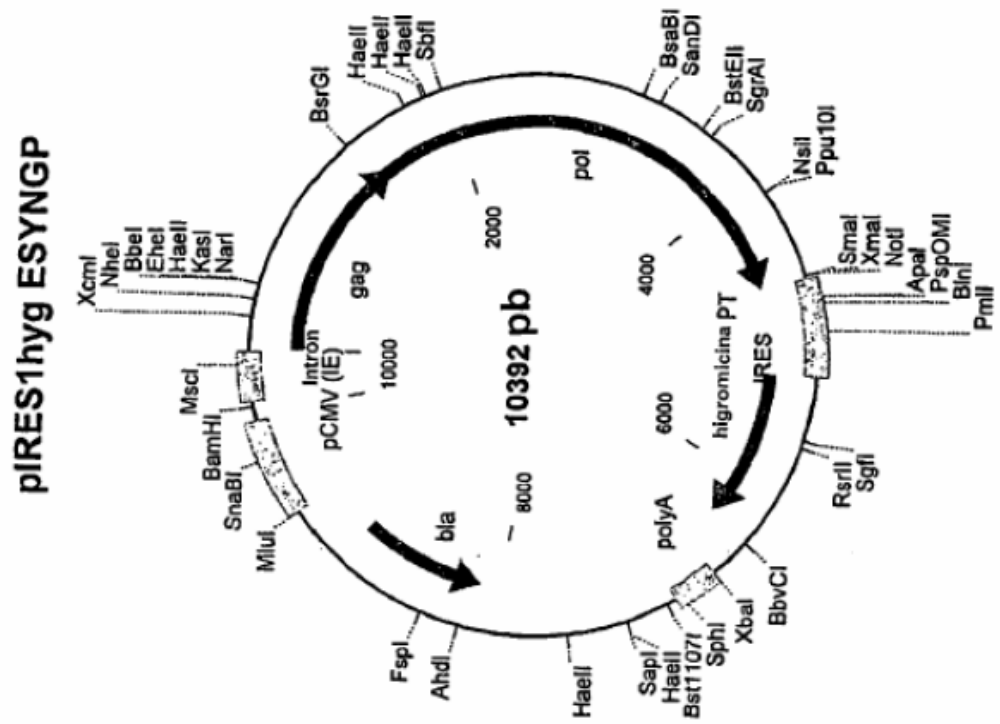 pIRES1hyg ESYNGP
XcmI
NheI
BbeI
EheI
HaeII
KasI
NarI
BsrGI
HaeII
HaeII
HaeII
SbfI
BsaBI
SanDI
BstEII
SgrAI
NsiI
Ppu10I
SmaI
XmaI
NotI
ApaI
PspOMI
BlnI
PmlI
RsrII
SgfI
BbvCI
XbaI
SphI
Bst1107I
HaeII
SapI
HaeII
AhdI
FspI
MluI
SnaBI
BamHI
MscI
Intron
pCMV (IE)
gag
pol
IRES
higromicina PT
polyA
bla
2000
4000
6000
8000
10000
10392 pb